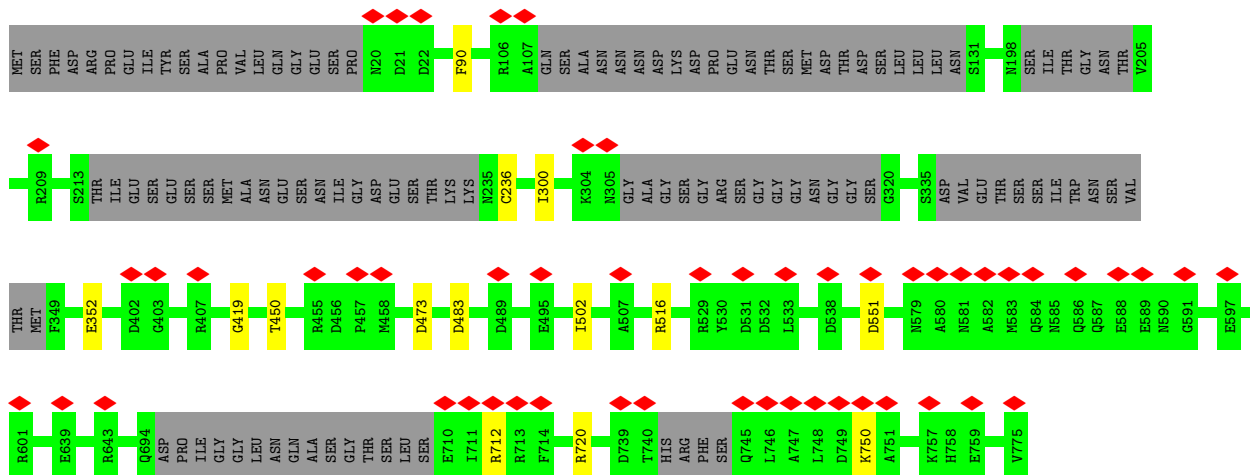 MET SER PHE ASP ARG PRO GLU ILE TYR SER ALA PRO VAL LEU GLN GLY GLU SER PRO N20 D21 D22 F90 R106 A107 GLN SER ALA ASN ASN ASN ASP LYS ASP PRO GLU ASN THR SER MET ASP THR ASP SER LEU LEU LEU ASN S131 N198 SER ILE THR GLY ASN THR V205
R209 S213 THR ILE GLU SER GLU SER SER MET ALA ASN GLU SER ASN ILE GLY ASP GLU SER THR LYS LYS N235 C236 I300 K304 N305 GLY ALA GLY SER GLY ARG SER GLY GLY GLY ASN GLY GLY SER G320 S335 ASP VAL GLU THR SER SER ILE TRP ASN SER VAL
THR MET F349 E352 D402 G403 R407 G419 T450 R455 D456 P457 M458 D473 D483 D489 E495 I502 A507 R516 R529 Y530 D531 D532 L533 D538 D551 N579 A580 N581 A582 M583 Q584 N585 Q586 Q587 E588 E589 N590 G591 E597
R601 E639 R643 Q694 ASP PRO ILE GLY GLY LEU ASN GLN ALA SER GLY THR SER LEU SER E710 I711 R712 R713 F714 R720 D739 T740 HIS ARG PHE SER Q745 L746 A747 L748 D749 K750 A751 K757 H758 E759 V775